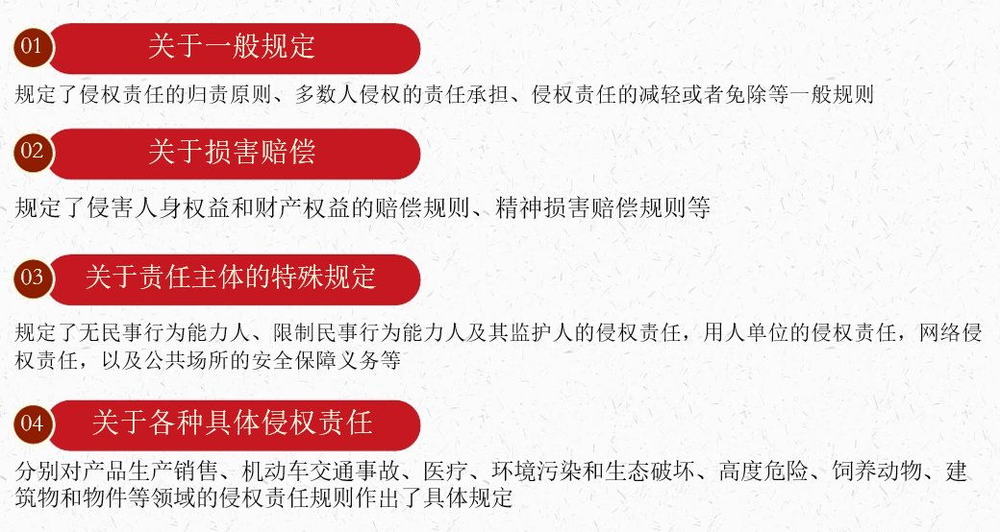 01 关于一般规定
规定了侵权责任的归责原则、多数人侵权的责任承担、侵权责任的减轻或者免除等一般规则
02 关于损害赔偿
规定了侵害人身权益和财产权益的赔偿规则、精神损害赔偿规则等
03 关于责任主体的特殊规定
规定了无民事行为能力人、限制民事行为能力人及其监护人的侵权责任，用人单位的侵权责任，网络侵
权责任，以及公共场所的安全保障义务等
04 关于各种具体侵权责任
分别对产品生产销售、机动车交通事故、医疗、环境污染和生态破坏、高度危险、饲养动物、建
筑物和物件等领域的侵权责任规则作出了具体规定